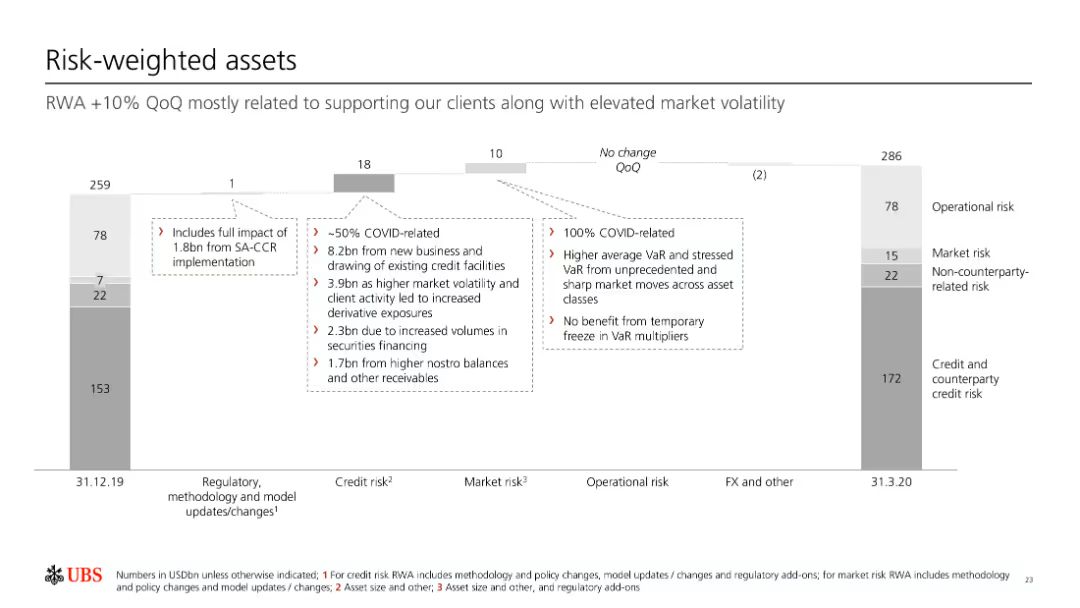 Risk-weighted assets
RWA +10% QoQ mostly related to supporting our clients along with elevated market volatility
259
1
18
10
No change
QoQ
(2)
286
78
7
22
153
› Includes full impact of
1.8bn from SA-CCR
implementation
› ~50% COVID-related
› 8.2bn from new business and
drawing of existing credit facilities
› 3.9bn as higher market volatility and
client activity led to increased
derivative exposures
› 2.3bn due to increased volumes in
securities financing
› 1.7bn from higher nostro balances
and other receivables
› 100% COVID-related
› Higher average VaR and stressed
VaR from unprecedented and
sharp market moves across asset
classes
› No benefit from temporary
freeze in VaR multipliers
78
Operational risk
15
Market risk
22
Non-counterparty-
related risk
172
Credit and
counterparty
credit risk
31.12.19
Regulatory,
methodology and model
updates/changes1
Credit risk2
Market risk3
Operational risk
FX and other
31.3.20
UBS
Numbers in USDbn unless otherwise indicated; 1 For credit risk RWA includes methodology and policy changes, model updates / changes and regulatory add-ons; for market risk RWA includes methodology
and policy changes and model updates / changes; 2 Asset size and other; 3 Asset size and other, and regulatory add-ons
23